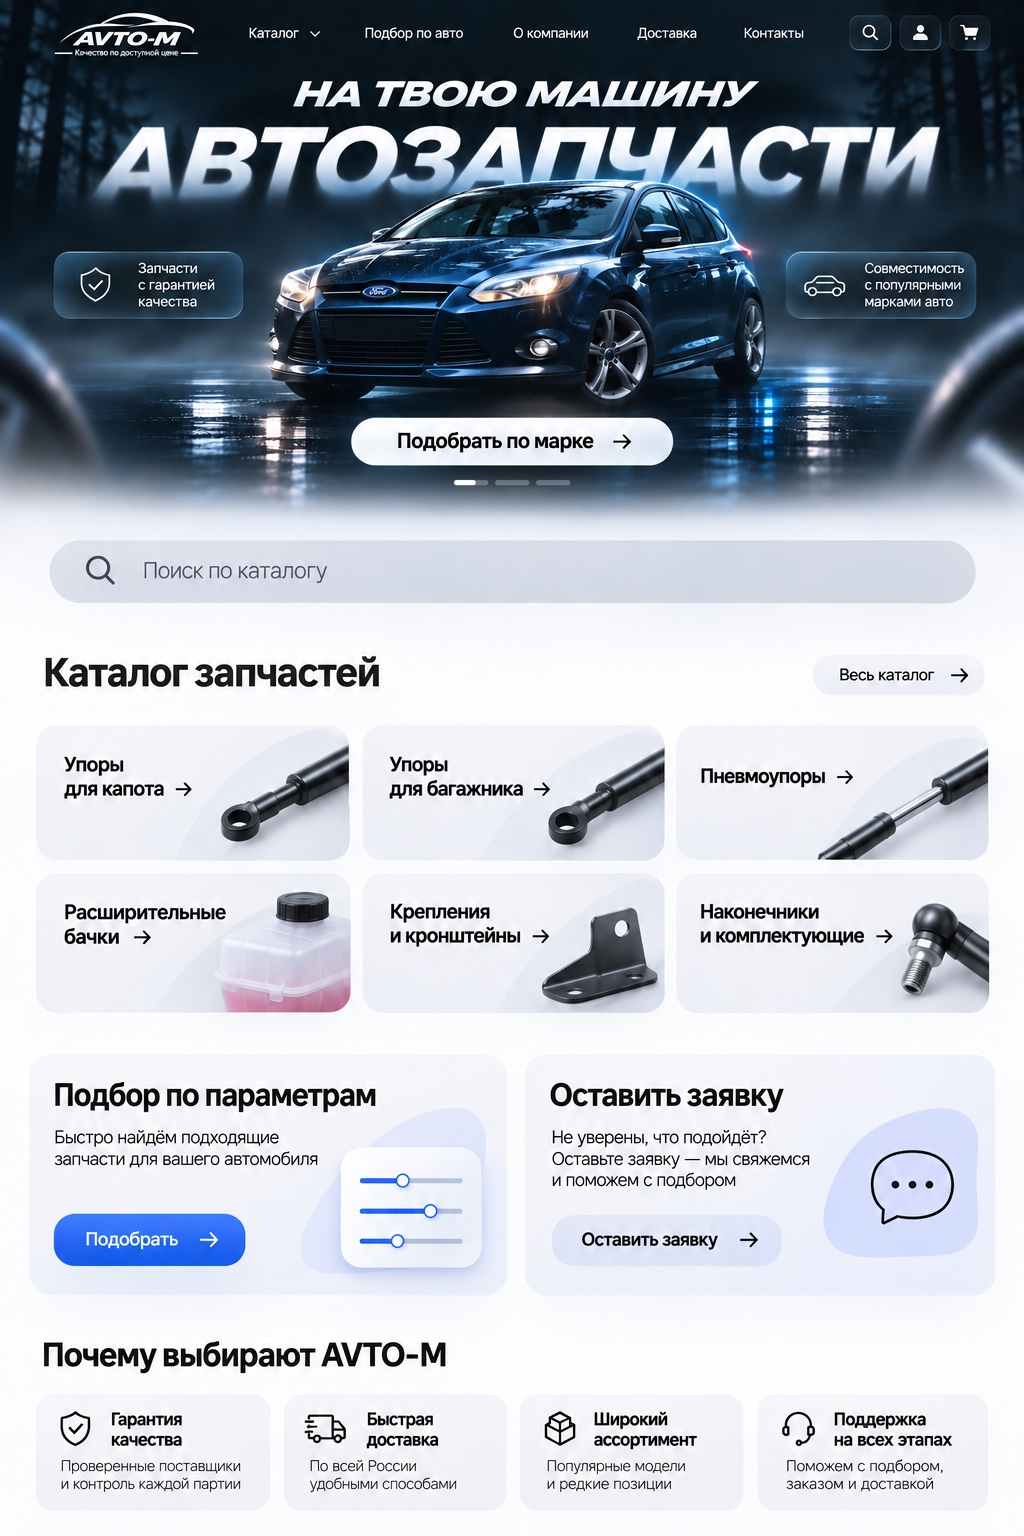 AVTO-M
Качество по доступной цене
Каталог
Подбор по авто
О компании
Доставка
Контакты
НА ТВОЮ МАШИНУ
АВТОЗАПЧАСТИ
Запчасти
с гарантией
качества
Ford
Совместимость
с популярными
марками авто
Подобрать по марке
Поиск по каталогу
Каталог запчастей
Весь каталог
Упоры
для капота
Упоры
для багажника
Пневмоупоры
Расширительные
бачки
Крепления
и кронштейны
Наконечники
и комплектующие
Подбор по параметрам
Быстро найдём подходящие
запчасти для вашего автомобиля
Подобрать
Оставить заявку
Не уверены, что подойдёт?
Оставьте заявку — мы свяжемся
и поможем с подбором
Оставить заявку
Почему выбирают AVTO-M
Гарантия
качества
Проверенные поставщики
и контроль каждой партии
Быстрая
доставка
По всей России
удобными способами
Широкий
ассортимент
Популярные модели
и редкие позиции
Поддержка
на всех этапах
Поможем с подбором,
заказом и доставкой